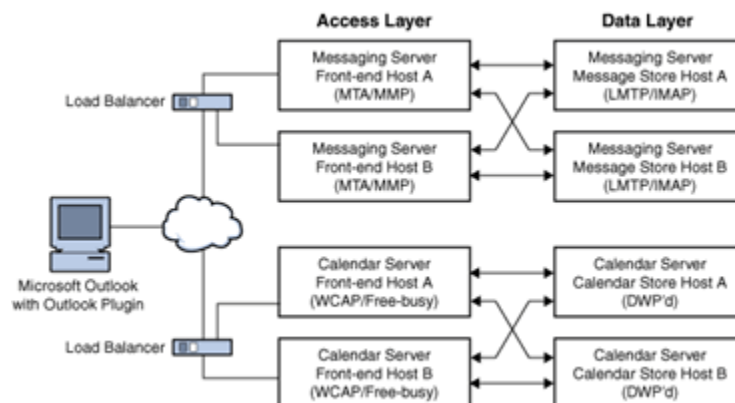 Access Layer
Data Layer
Messaging Server
Front-end Host A
(MTA/MMP)
Messaging Server
Message Store Host A
(LMTP/IMAP)
Load Balancer
Messaging Server
Front-end Host B
(MTA/MMP)
Messaging Server
Message Store Host B
(LMTP/IMAP)
Microsoft Outlook
with Outlook Plugin
Calendar Server
Front-end Host A
(WCAP/Free-busy)
Calendar Server
Calendar Store Host A
(DWP'd)
Load Balancer
Calendar Server
Front-end Host B
(WCAP/Free-busy)
Calendar Server
Calendar Store Host B
(DWP'd)